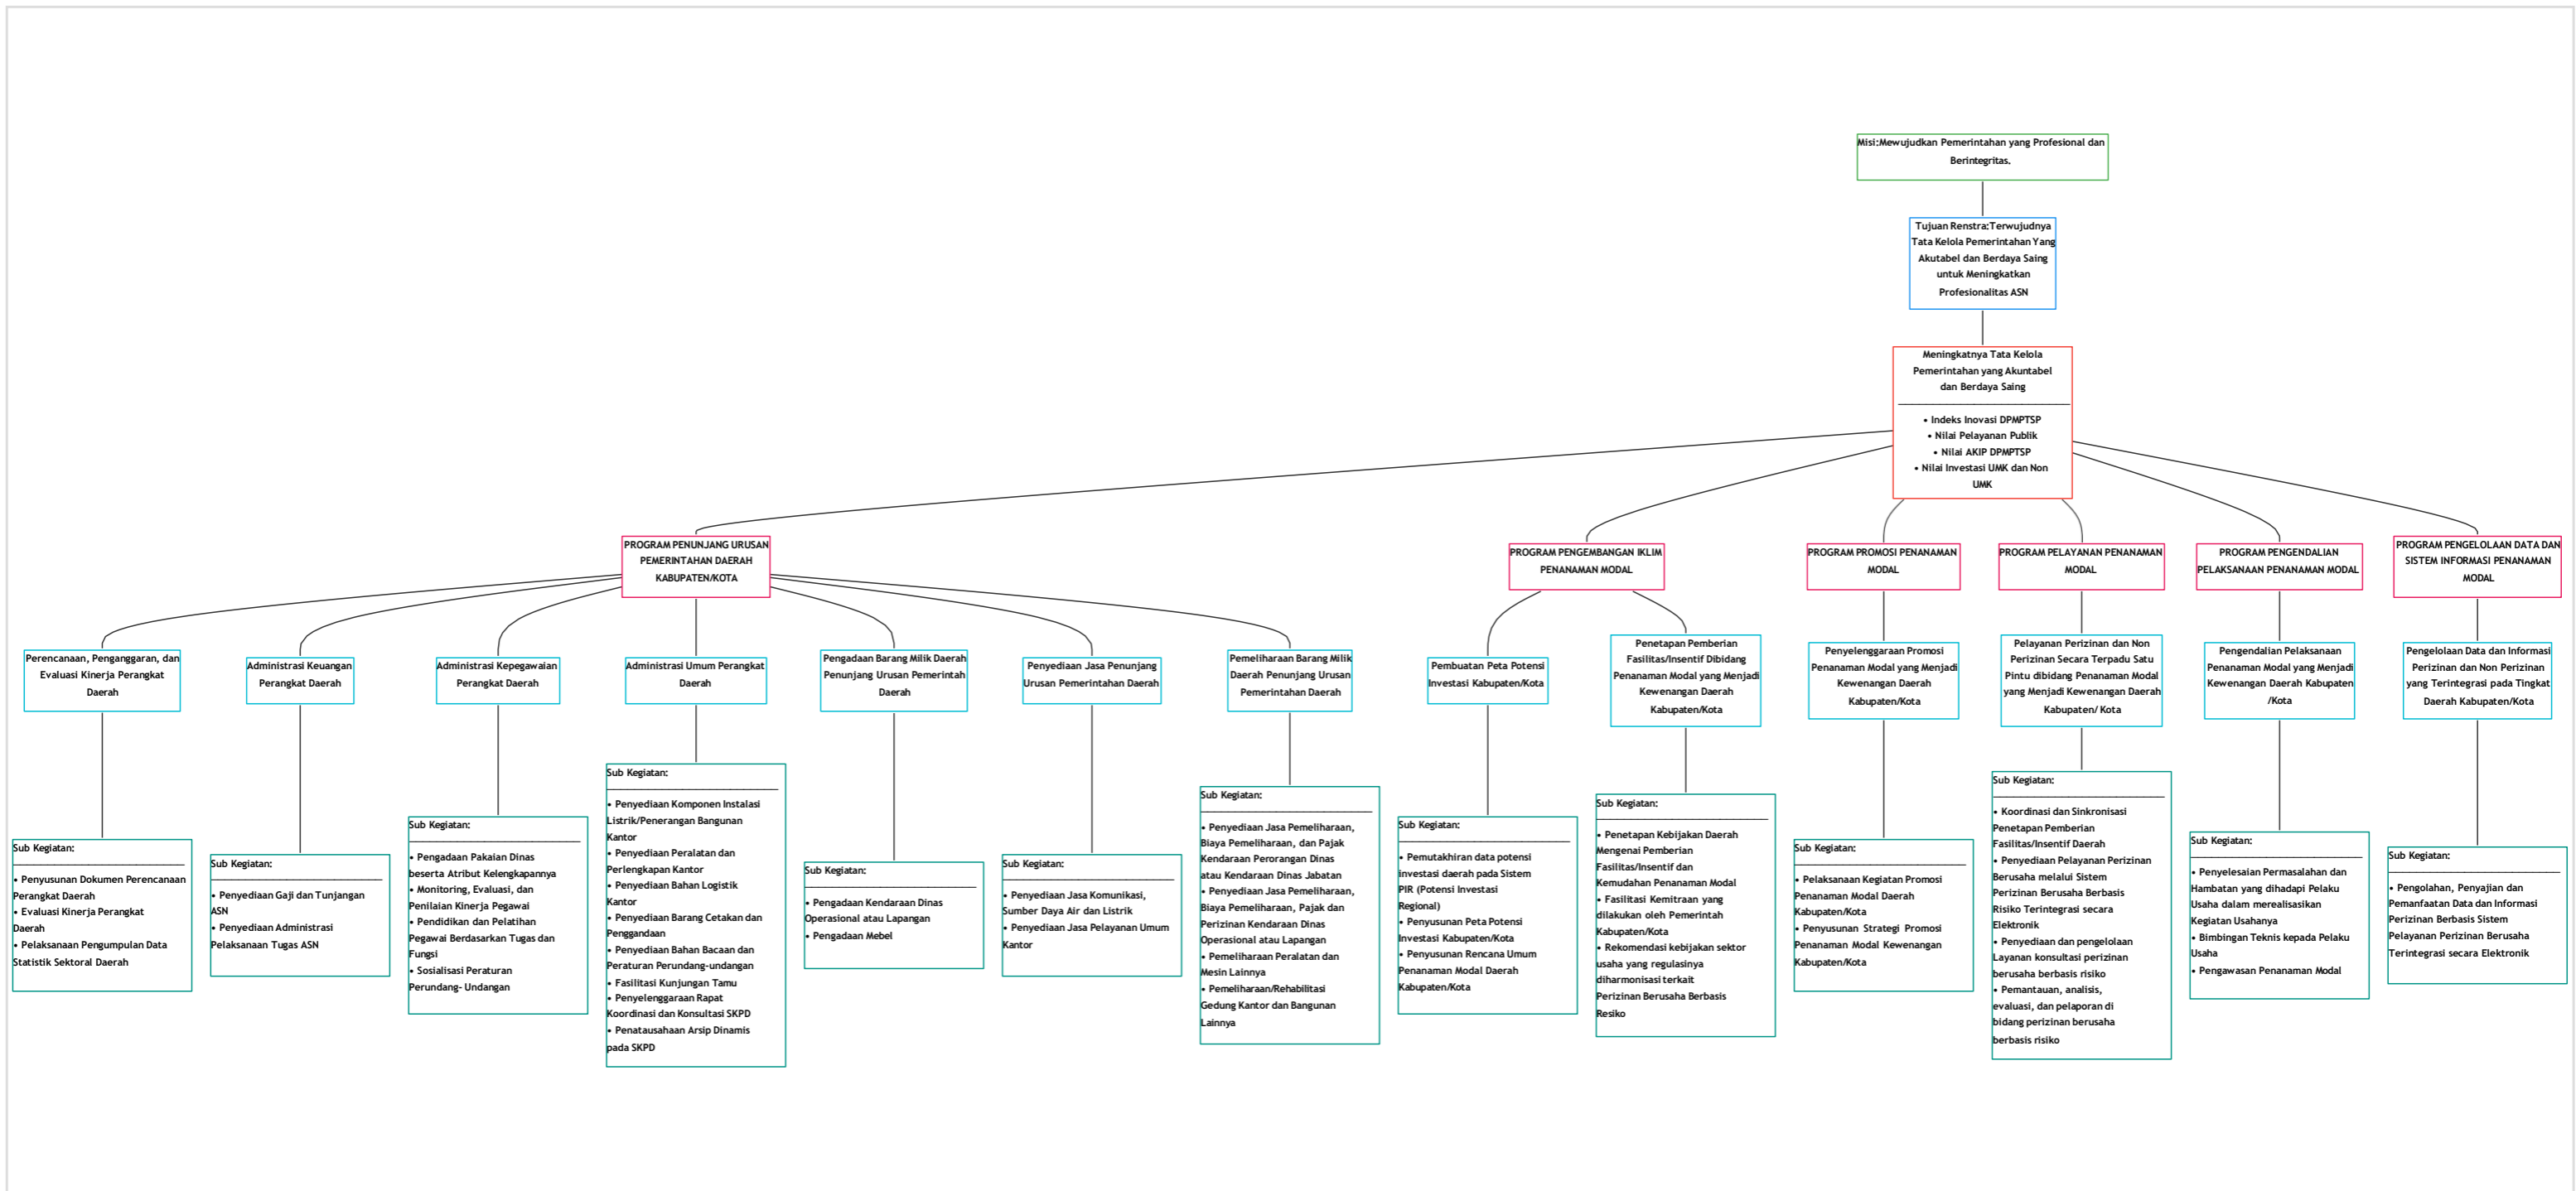 Misi:Mewujudkan Pemerintahan yang Profesional dan
Berintegritas.
Tujuan Renstra:Terwujudnya
Tata Kelola Pemerintahan Yang
Akutabel dan Berdaya Saing
untuk Meningkatkan
Profesionalitas ASN
Meningkatnya Tata Kelola
Pemerintahan yang Akuntabel
dan Berdaya Saing
• Indeks Inovasi DPMPTSP
• Nilai Pelayanan Publik
• Nilai AKIP DPMPTSP
• Nilai Investasi UMK dan Non
UMK
PROGRAM PENUNJANG URUSAN
PEMERINTAHAN DAERAH
KABUPATEN/KOTA
PROGRAM PENGEMBANGAN IKLIM
PENANAMAN MODAL
PROGRAM PROMOSI PENANAMAN
MODAL
PROGRAM PELAYANAN PENANAMAN
MODAL
PROGRAM PENGENDALIAN
PELAKSANAAN PENANAMAN MODAL
PROGRAM PENGELOLAAN DATA DAN
SISTEM INFORMASI PENANAMAN
MODAL
Perencanaan, Penganggaran, dan
Evaluasi Kinerja Perangkat
Daerah
Administrasi Keuangan
Perangkat Daerah
Administrasi Kepegawaian
Perangkat Daerah
Administrasi Umum Perangkat
Daerah
Pengadaan Barang Milik Daerah
Penunjang Urusan Pemerintah
Daerah
Penyediaan Jasa Penunjang
Urusan Pemerintahan Daerah
Pemeliharaan Barang Milik
Daerah Penunjang Urusan
Pemerintahan Daerah
Pembuatan Peta Potensi
Investasi Kabupaten/Kota
Penetapan Pemberian
Fasilitas/Insentif Dibidang
Penanaman Modal yang Menjadi
Kewenangan Daerah
Kabupaten/Kota
Penyelenggaraan Promosi
Penanaman Modal yang Menjadi
Kewenangan Daerah
Kabupaten/Kota
Pelayanan Perizinan dan Non
Perizinan Secara Terpadu Satu
Pintu dibidang Penanaman Modal
yang Menjadi Kewenangan Daerah
Kabupaten/ Kota
Pengendalian Pelaksanaan
Penanaman Modal yang Menjadi
Kewenangan Daerah Kabupaten
/Kota
Pengelolaan Data dan Informasi
Perizinan dan Non Perizinan
yang Terintegrasi pada Tingkat
Daerah Kabupaten/Kota
Sub Kegiatan:
• Penyusunan Dokumen Perencanaan
Perangkat Daerah
• Evaluasi Kinerja Perangkat
Daerah
• Pelaksanaan Pengumpulan Data
Statistik Sektoral Daerah
Sub Kegiatan:
• Penyediaan Gaji dan Tunjangan
ASN
• Penyediaan Administrasi
Pelaksanaan Tugas ASN
Sub Kegiatan:
• Pengadaan Pakaian Dinas
beserta Atribut Kelengkapannya
• Monitoring, Evaluasi, dan
Penilaian Kinerja Pegawai
• Pendidikan dan Pelatihan
Pegawai Berdasarkan Tugas dan
Fungsi
• Sosialisasi Peraturan
Perundang- Undangan
Sub Kegiatan:
• Penyediaan Komponen Instalasi
Listrik/Penerangan Bangunan
Kantor
• Penyediaan Peralatan dan
Perlengkapan Kantor
• Penyediaan Bahan Logistik
Kantor
• Penyediaan Barang Cetakan dan
Penggandaan
• Penyediaan Bahan Bacaan dan
Peraturan Perundang-undangan
• Fasilitasi Kunjungan Tamu
• Penyelenggaraan Rapat
Koordinasi dan Konsultasi SKPD
• Penatausahaan Arsip Dinamis
pada SKPD
Sub Kegiatan:
• Pengadaan Kendaraan Dinas
Operasional atau Lapangan
• Pengadaan Mebel
Sub Kegiatan:
• Penyediaan Jasa Komunikasi,
Sumber Daya Air dan Listrik
• Penyediaan Jasa Pelayanan Umum
Kantor
Sub Kegiatan:
• Penyediaan Jasa Pemeliharaan,
Biaya Pemeliharaan, dan Pajak
Kendaraan Perorangan Dinas
atau Kendaraan Dinas Jabatan
• Penyediaan Jasa Pemeliharaan,
Biaya Pemeliharaan, Pajak dan
Perizinan Kendaraan Dinas
Operasional atau Lapangan
• Pemeliharaan Peralatan dan
Mesin Lainnya
• Pemeliharaan/Rehabilitasi
Gedung Kantor dan Bangunan
Lainnya
Sub Kegiatan:
• Pemutakhiran data potensi
investasi daerah pada Sistem
PIR (Potensi Investasi
Regional)
• Penyusunan Peta Potensi
Investasi Kabupaten/Kota
• Penyusunan Rencana Umum
Penanaman Modal Daerah
Kabupaten/Kota
Sub Kegiatan:
• Penetapan Kebijakan Daerah
Mengenai Pemberian
Fasilitas/Insentif dan
Kemudahan Penanaman Modal
• Fasilitasi Kemitraan yang
dilakukan oleh Pemerintah
Kabupaten/Kota
• Rekomendasi kebijakan sektor
usaha yang regulasinya
diharmonisasi terkait
Perizinan Berusaha Berbasis
Resiko
Sub Kegiatan:
• Pelaksanaan Kegiatan Promosi
Penanaman Modal Daerah
Kabupaten/Kota
• Penyusunan Strategi Promosi
Penanaman Modal Kewenangan
Kabupaten/Kota
Sub Kegiatan:
• Koordinasi dan Sinkronisasi
Penetapan Pemberian
Fasilitas/Insentif Daerah
• Penyediaan Pelayanan Perizinan
Berusaha melalui Sistem
Perizinan Berusaha Berbasis
Risiko Terintegrasi secara
Elektronik
• Penyediaan dan pengelolaan
Layanan konsultasi perizinan
berusaha berbasis risiko
• Pemantauan, analisis,
evaluasi, dan pelaporan di
bidang perizinan berusaha
berbasis risiko
Sub Kegiatan:
• Penyelesaian Permasalahan dan
Hambatan yang dihadapi Pelaku
Usaha dalam merealisasikan
Kegiatan Usahanya
• Bimbingan Teknis kepada Pelaku
Usaha
• Pengawasan Penanaman Modal
Sub Kegiatan:
• Pengolahan, Penyajian dan
Pemanfaatan Data dan Informasi
Perizinan Berbasis Sistem
Pelayanan Perizinan Berusaha
Terintegrasi secara Elektronik